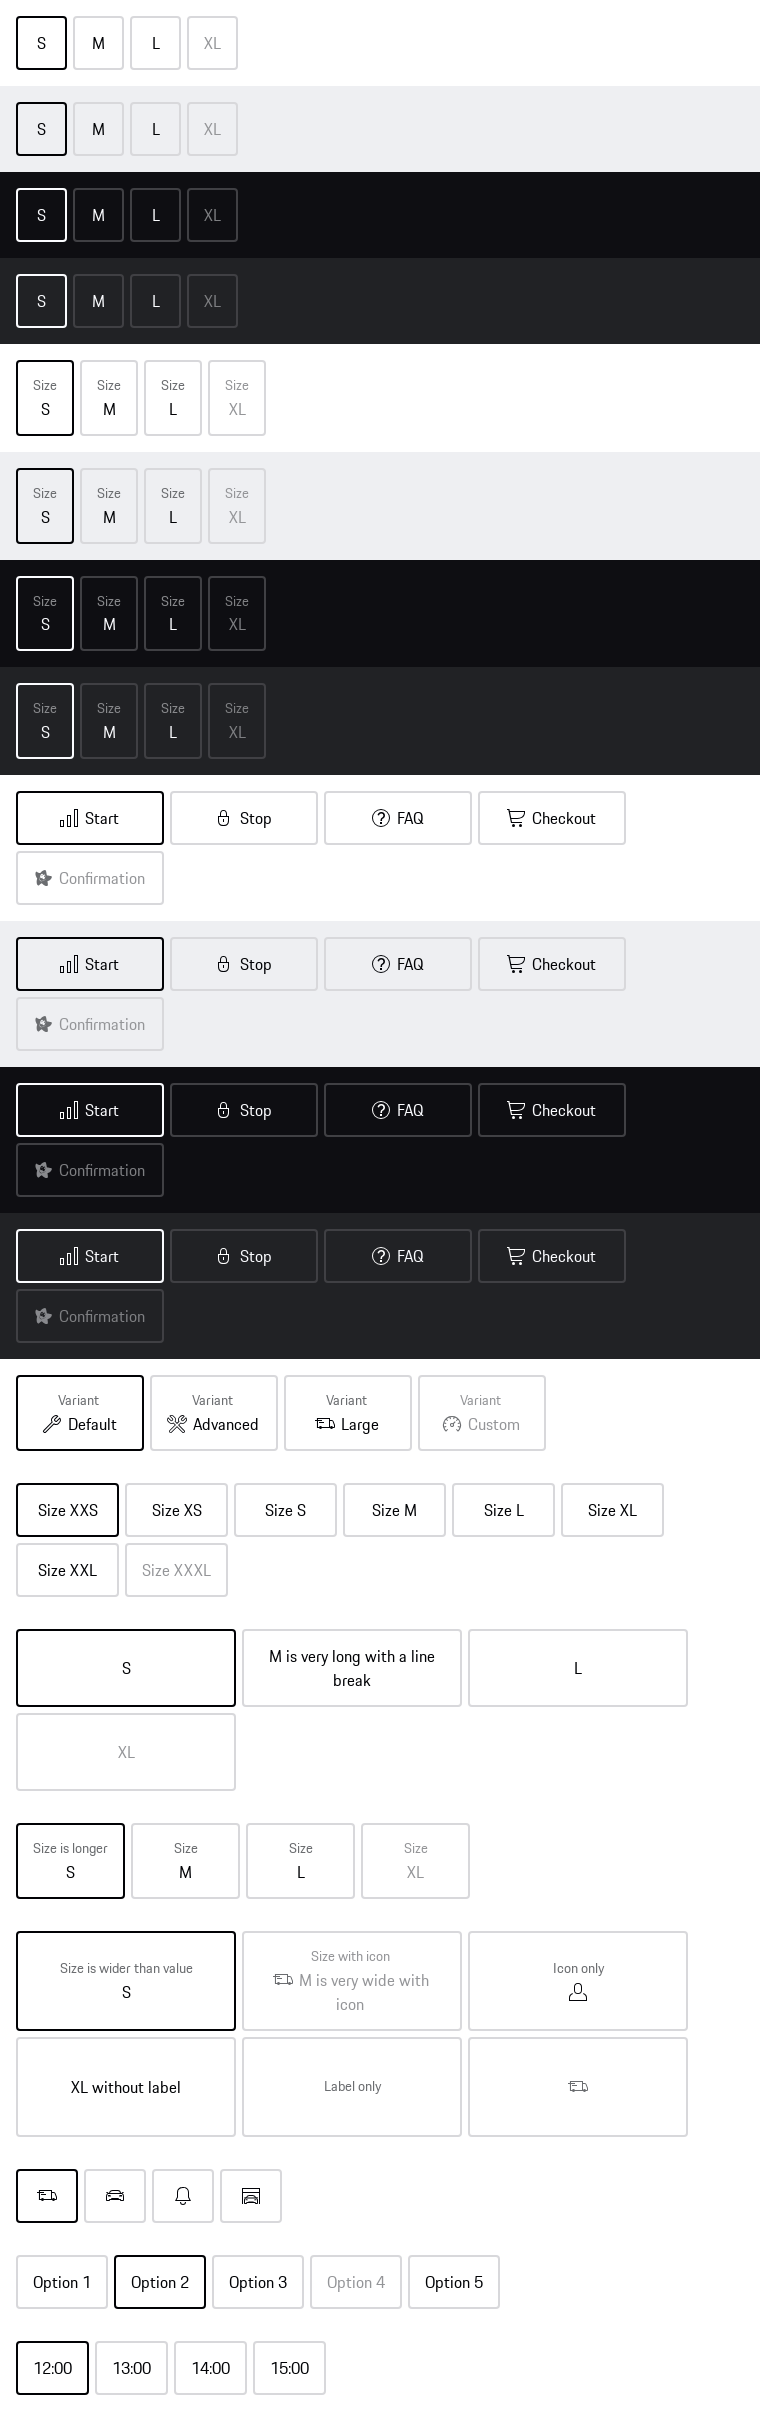 S M L XL
S M L XL
S M L XL
S M L XL
Size Size Size Size
S M L XL
Size Size Size Size
S M L XL
Size Size Size Size
S M L XL
Size Size Size Size
S M L XL
Start Stop FAQ Checkout
Confirmation
Start Stop FAQ Checkout
Confirmation
Start Stop FAQ Checkout
Confirmation
Start Stop FAQ Checkout
Confirmation
Variant Variant Variant Variant
Default Advanced Large Custom
Size XXS Size XS Size S Size M Size L Size XL
Size XXL Size XXXL
S M is very long with a line L
break
XL
Size is longer Size Size Size
S M L XL
Size is wider than value Size with icon Icon only
S M is very wide with
icon
XL without label Label only
Option 1 Option 2 Option 3 Option 4 Option 5
12:00 13:00 14:00 15:00